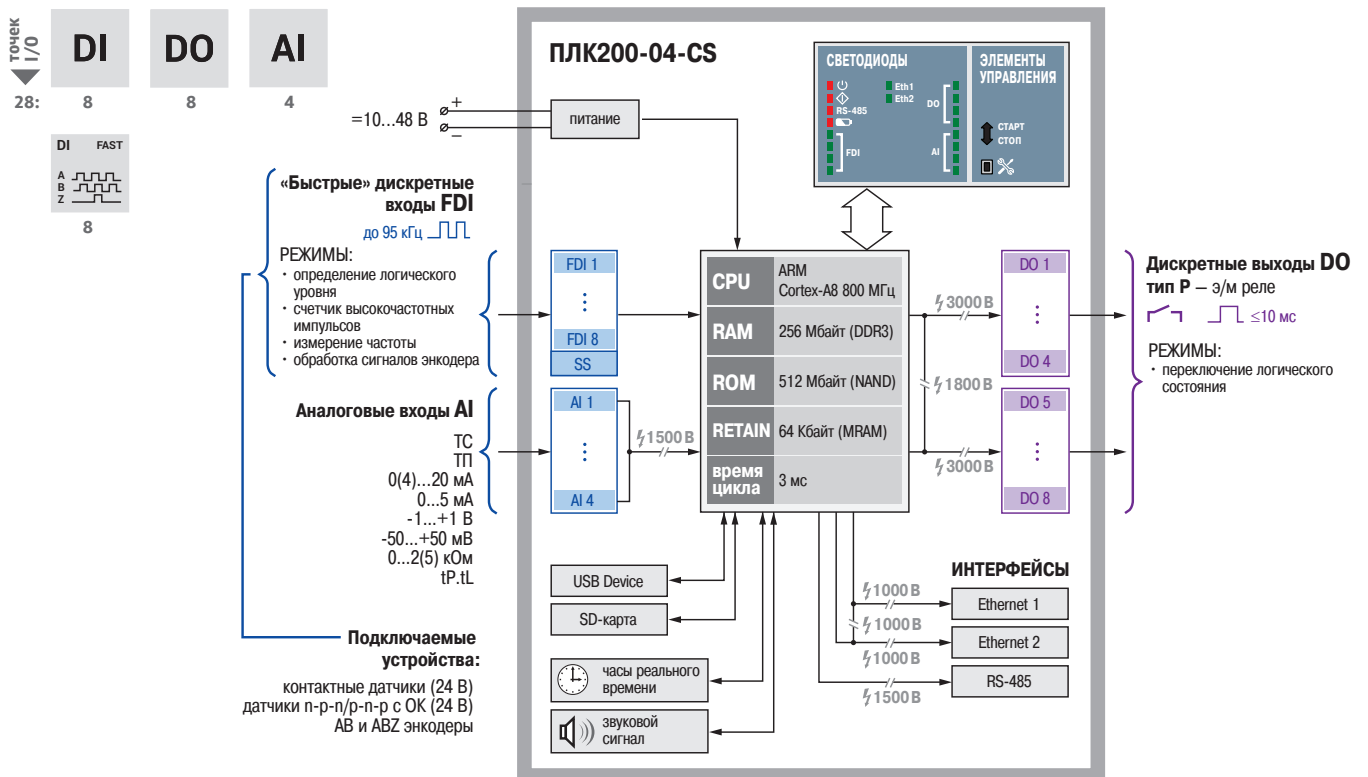 точек I/O
DI DO AI
28: 8 8 4
DI FAST
A
B
Z
8
ПЛК200-04-CS
СВЕТОДИОДЫ
Eth1
Eth2
RS-485
FDI
DO
AI
ЭЛЕМЕНТЫ
УПРАВЛЕНИЯ
СТАРТ
СТОП
=10...48 В
+
−
питание
«Быстрые» дискретные
входы FDI
до 95 кГц
РЕЖИМЫ:
· определение логического
уровня
· счетчик высокочастотных
импульсов
· измерение частоты
· обработка сигналов энкодера
FDI 1
⋮
FDI 8
SS
Аналоговые входы AI
ТС
ТП
0(4)...20 мА
0...5 мА
-1...+1 В
-50...+50 мВ
0...2(5) кОм
tP.tL
AI 1
⋮
AI 4
1500 В
CPU ARM
Cortex-A8 800 МГц
RAM 256 Мбайт (DDR3)
ROM 512 Мбайт (NAND)
RETAIN 64 Кбайт (MRAM)
время
цикла 3 мс
3000 В
1800 В
3000 В
DO 1
⋮
DO 4
DO 5
⋮
DO 8
Дискретные выходы DO
тип Р – э/м реле
≤10 мс
РЕЖИМЫ:
· переключение логического
состояния
Подключаемые
устройства:
контактные датчики (24 В)
датчики n-p-n/p-n-p с ОК (24 В)
АВ и ABZ энкодеры
USB Device
SD-карта
часы реального
времени
звуковой
сигнал
ИНТЕРФЕЙСЫ
1000 В
Ethernet 1
1000 В
Ethernet 2
1000 В
RS-485
1500 В